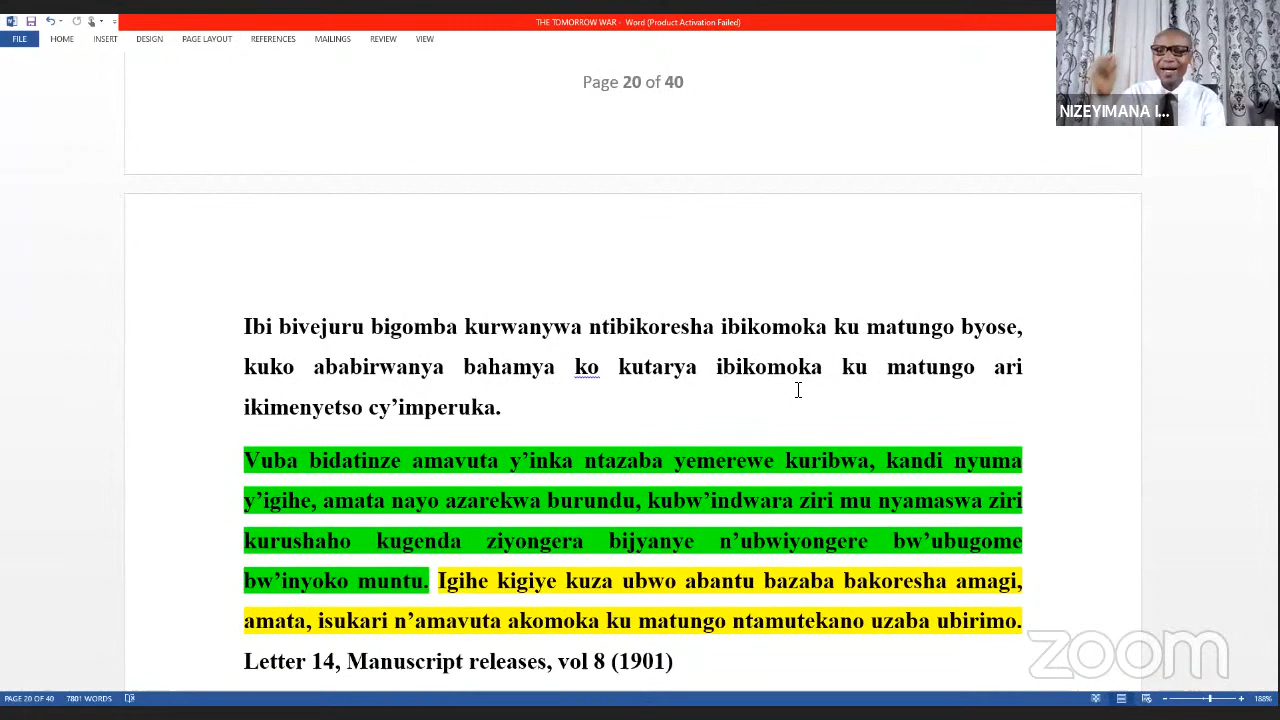 THE TOMORROW WAR - Word (Product Activation Failed)
FILE HOME INSERT DESIGN PAGE LAYOUT REFERENCES MAILINGS REVIEW VIEW
NIZEYIMANA I...
Page 20 of 40
Ibi bivejuru bigomba kurwanywa ntibikoresha ibikomoka ku matungo byose,
kuko ababirwanya bahamya ko kutarya ibikomoka ku matungo ari
ikimenyetso cy’imperuka.
Vuba bidatinze amavuta y’inka ntazaba yemerewe kuribwa, kandi nyuma
y’igihe, amata nayo azarekwa burundu, kubw’indwara ziri mu nyamaswa ziri
kurushaho kugenda ziyongera bijyanye n’ubwiyongere bw’ubugome
bw’inyoko muntu. Igihe kigiye kuza ubwo abantu bazaba bakoresha amagi,
amata, isukari n’amavuta akomoka ku matungo ntamutekano uzaba ubirimo.
Letter 14, Manuscript releases, vol 8 (1901)
zoom
PAGE 20 OF 40 7801 WORDS 188%